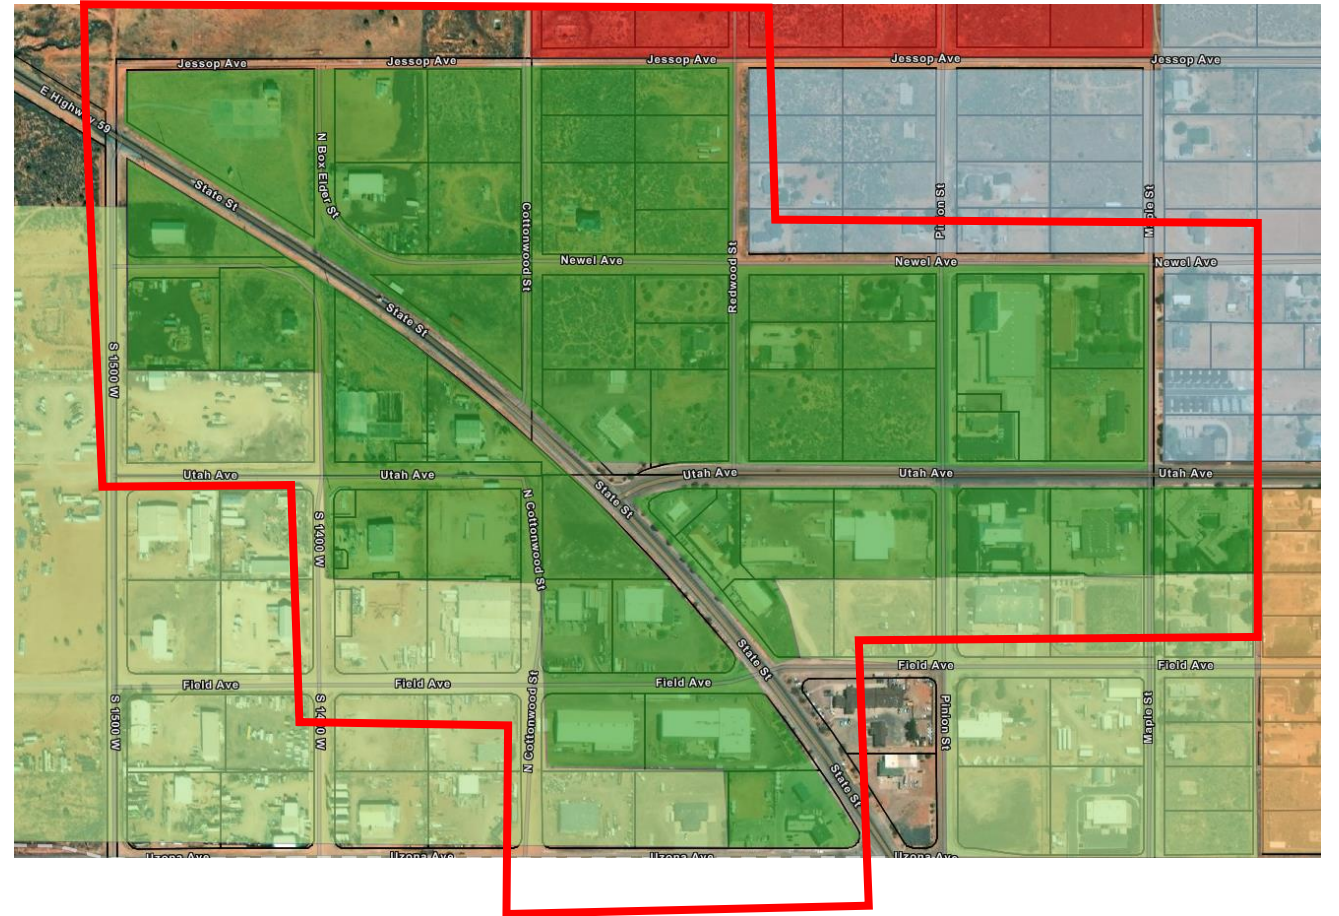 Jessop Ave
Jessop Ave
Jessop Ave
Jessop Ave
Jessop Ave
E Highway 59
N Box Elder St
State St
Cottonwood St
Redwood St
Pinon St
Maple St
Newel Ave
Newel Ave
Newel Ave
State St
S 1500 W
Utah Ave
Utah Ave
Utah Ave
Utah Ave
Utah Ave
State St
S 1400 W
N Cottonwood St
State St
Field Ave
Field Ave
Field Ave
Field Ave
Field Ave
S 1500 W
S 1400 W
N Cottonwood St
Pinion St
Maple St
State St
Uzona Ave
Uzona Ave
Uzona Ave
Uzona Ave